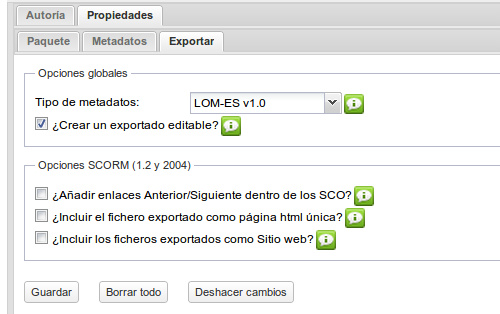 Autoría Propiedades
Paquete Metadatos Exportar
Opciones globales
Tipo de metadatos: LOM-ES v1.0
¿Crear un exportado editable?
Opciones SCORM (1.2 y 2004)
¿Añadir enlaces Anterior/Siguiente dentro de los SCO?
¿Incluir el fichero exportado como página html única?
¿Incluir los ficheros exportados como Sitio web?
Guardar Borrar todo Deshacer cambios